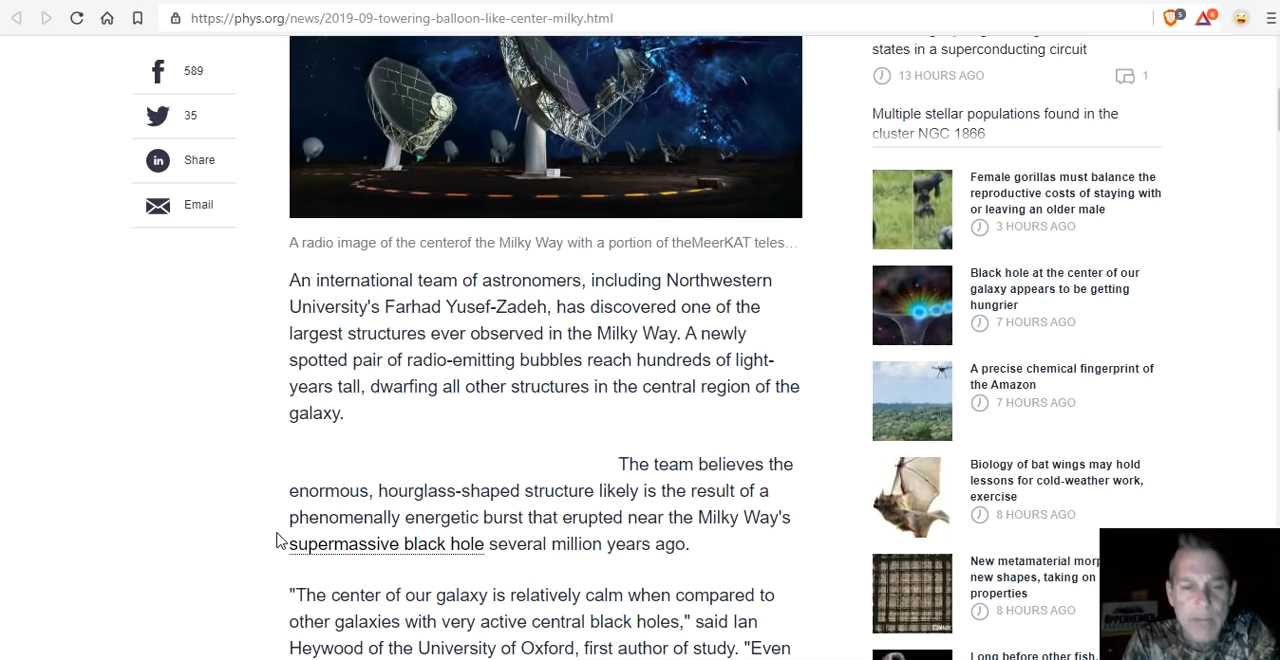 https://phys.org/news/2019-09-towering-balloon-like-center-milky.html
5
6
589
35
Share
Email
A radio image of the centerof the Milky Way with a portion of theMeerKAT teles...
An international team of astronomers, including Northwestern
University's Farhad Yusef-Zadeh, has discovered one of the
largest structures ever observed in the Milky Way. A newly
spotted pair of radio-emitting bubbles reach hundreds of light-
years tall, dwarfing all other structures in the central region of the
galaxy.
The team believes the
enormous, hourglass-shaped structure likely is the result of a
phenomenally energetic burst that erupted near the Milky Way's
supermassive black hole several million years ago.
"The center of our galaxy is relatively calm when compared to
other galaxies with very active central black holes," said Ian
Heywood of the University of Oxford, first author of study. "Even
states in a superconducting circuit
13 HOURS AGO
1
Multiple stellar populations found in the
cluster NGC 1866
Female gorillas must balance the
reproductive costs of staying with
or leaving an older male
3 HOURS AGO
Black hole at the center of our
galaxy appears to be getting
hungrier
7 HOURS AGO
A precise chemical fingerprint of
the Amazon
7 HOURS AGO
Biology of bat wings may hold
lessons for cold-weather work,
exercise
8 HOURS AGO
New metamaterial
new shapes, taking on
properties
8 HOURS AGO
Long before other fish,